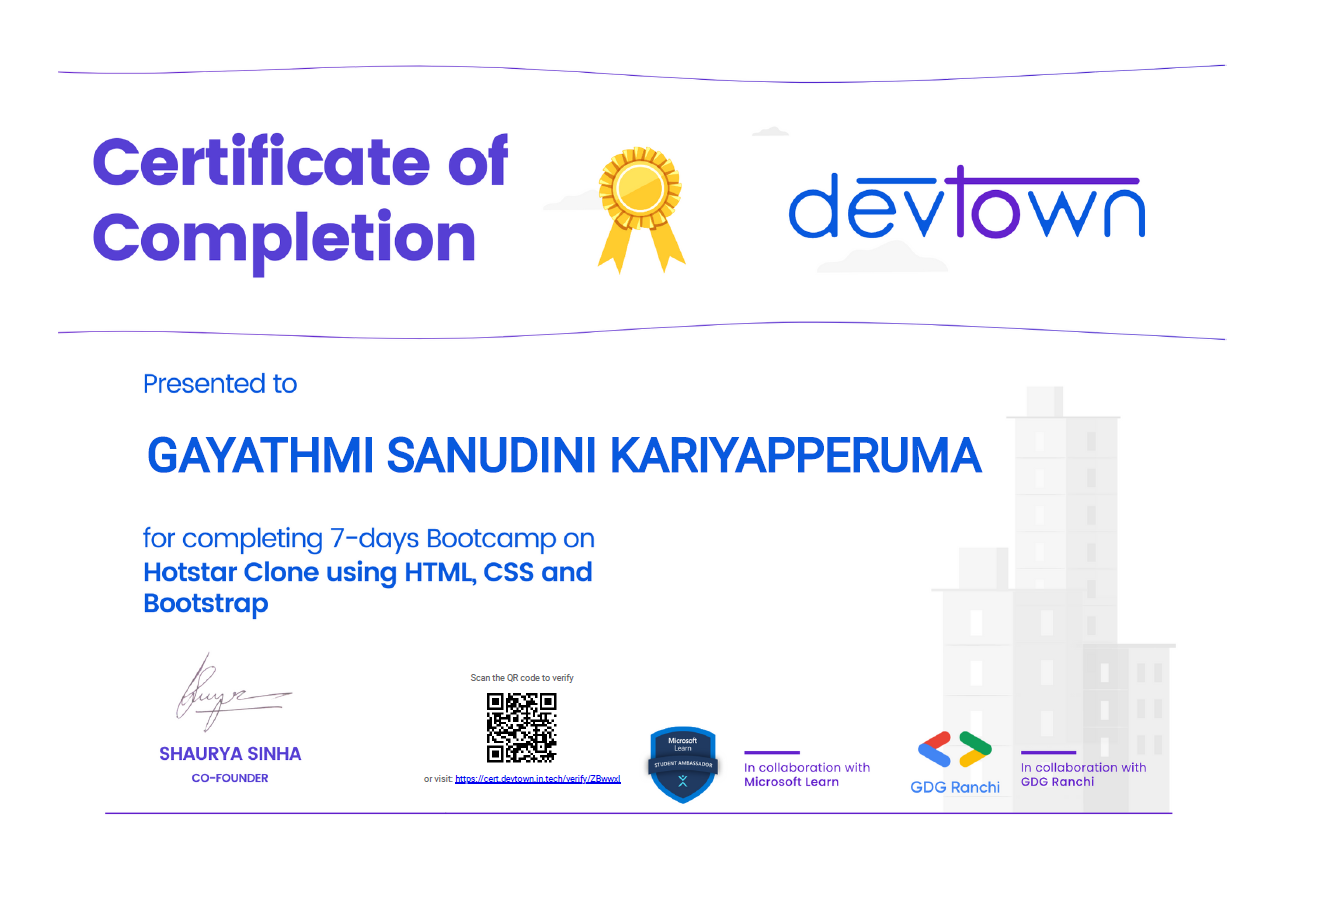 Certificate of
Completion
devtown
Presented to
GAYATHMI SANUDINI KARIYAPPERUMA
for completing 7-days Bootcamp on
Hotstar Clone using HTML, CSS and
Bootstrap
SHAURYA SINHA
CO-FOUNDER
Scan the QR code to verify
or visit: https://cert.devtown.in.tech/verify/ZBwwxl
Microsoft
Learn
STUDENT AMBASSADOR
In collaboration with
Microsoft Learn
GDG Ranchi
In collaboration with
GDG Ranchi